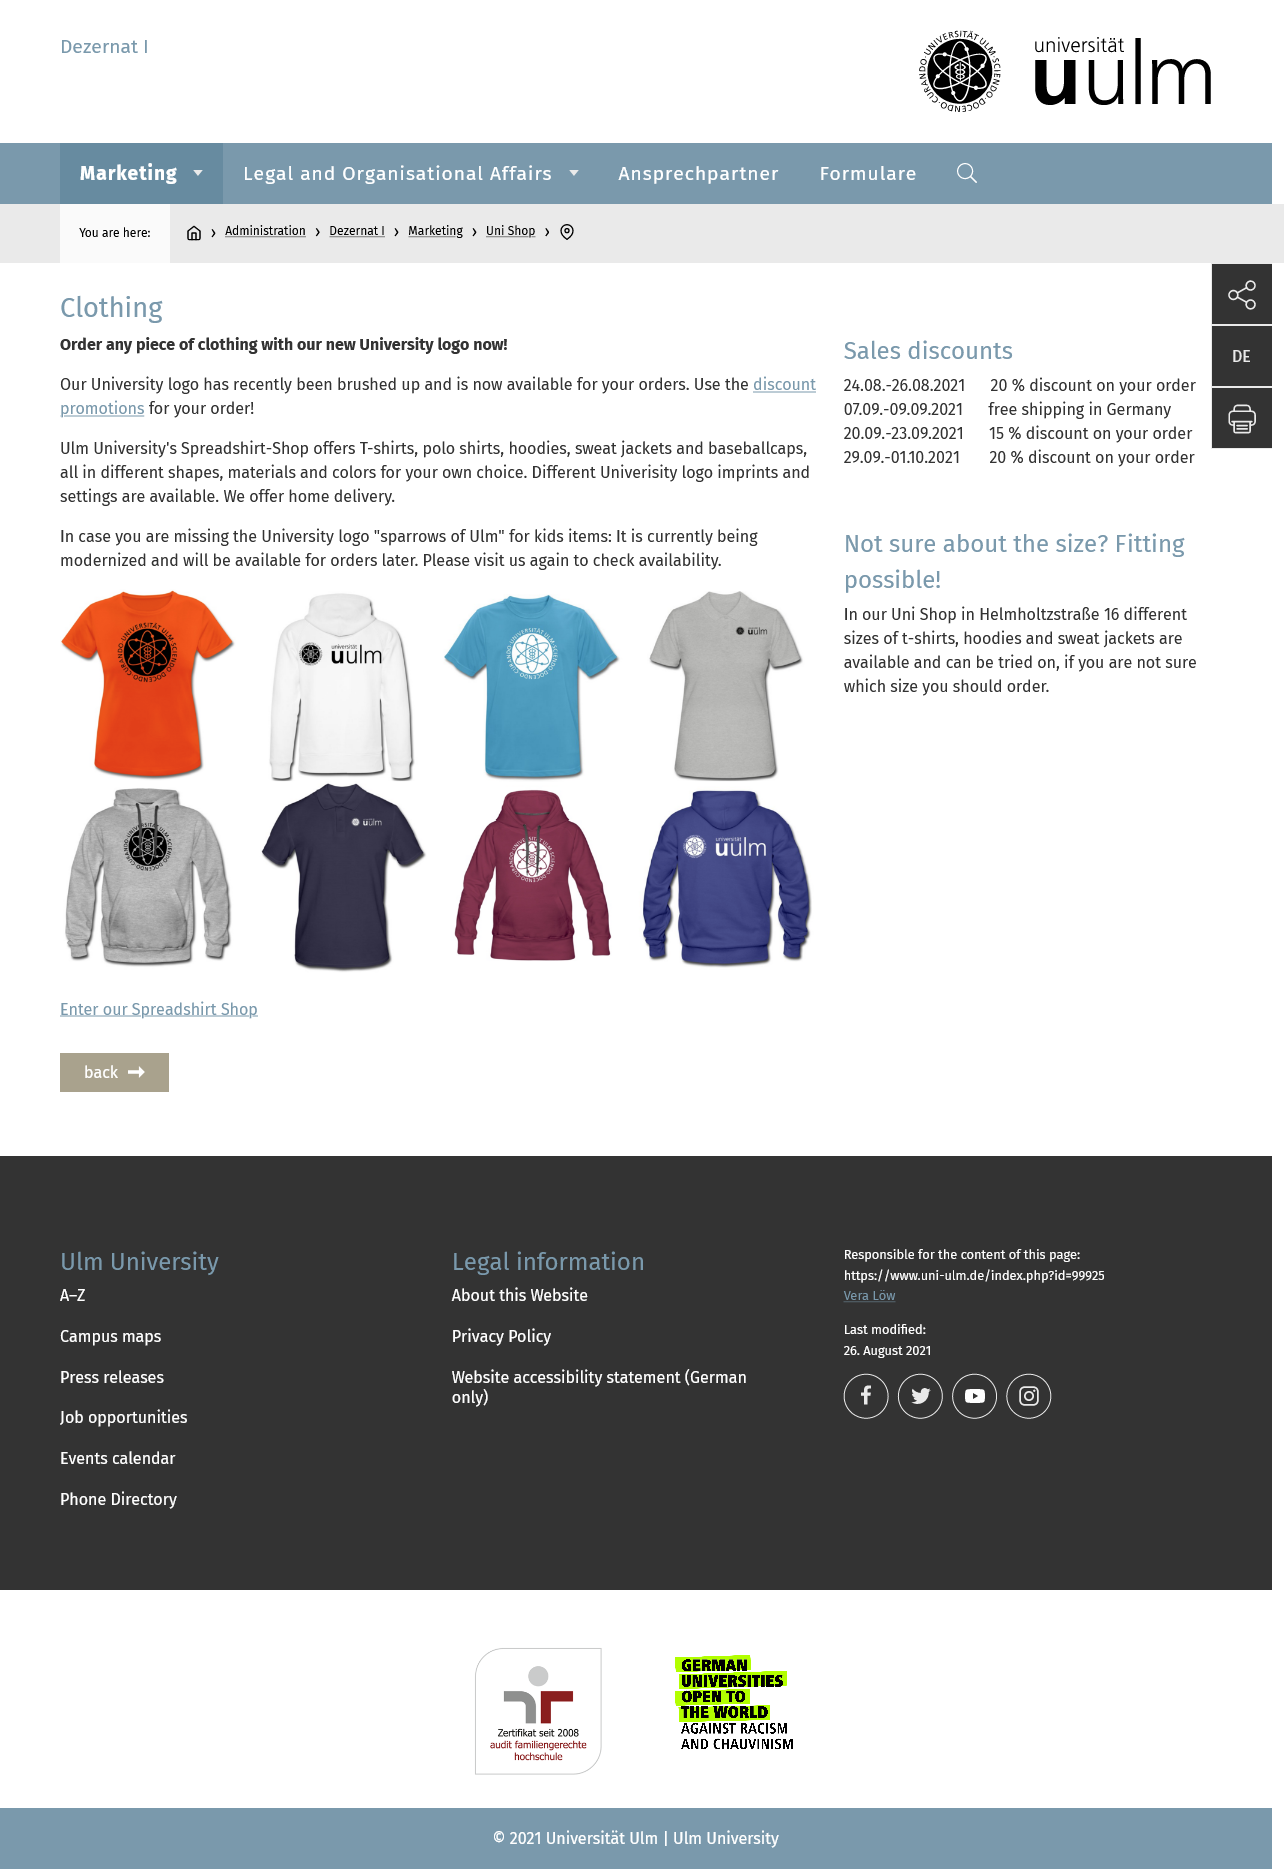 Dezernat I
UNIVERSITÄT ULM·SCIENDO·DOCENDO·CURANDO·
universität
uulm
Marketing
Legal and Organisational Affairs
Ansprechpartner
Formulare
You are here:
Administration
Dezernat I
Marketing
Uni Shop
DE
Clothing
Order any piece of clothing with our new University logo now!
Our University logo has recently been brushed up and is now available for your orders. Use the discount
promotions for your order!
Ulm University's Spreadshirt-Shop offers T-shirts, polo shirts, hoodies, sweat jackets and baseballcaps,
all in different shapes, materials and colors for your own choice. Different Univerisity logo imprints and
settings are available. We offer home delivery.
In case you are missing the University logo "sparrows of Ulm" for kids items: It is currently being
modernized and will be available for orders later. Please visit us again to check availability.
universität
uulm
uulm
uulm
universität
uulm
Enter our Spreadshirt Shop
back
Sales discounts
24.08.-26.08.2021 20 % discount on your order
07.09.-09.09.2021 free shipping in Germany
20.09.-23.09.2021 15 % discount on your order
29.09.-01.10.2021 20 % discount on your order
Not sure about the size? Fitting
possible!
In our Uni Shop in Helmholtzstraße 16 different
sizes of t-shirts, hoodies and sweat jackets are
available and can be tried on, if you are not sure
which size you should order.
Ulm University
A–Z
Campus maps
Press releases
Job opportunities
Events calendar
Phone Directory
Legal information
About this Website
Privacy Policy
Website accessibility statement (German
only)
Responsible for the content of this page:
https://www.uni-ulm.de/index.php?id=99925
Vera Löw
Last modified:
26. August 2021
Zertifikat seit 2008
audit familiengerechte
hochschule
GERMAN
UNIVERSITIES
OPEN TO
THE WORLD
AGAINST RACISM
AND CHAUVINISM
© 2021 Universität Ulm | Ulm University